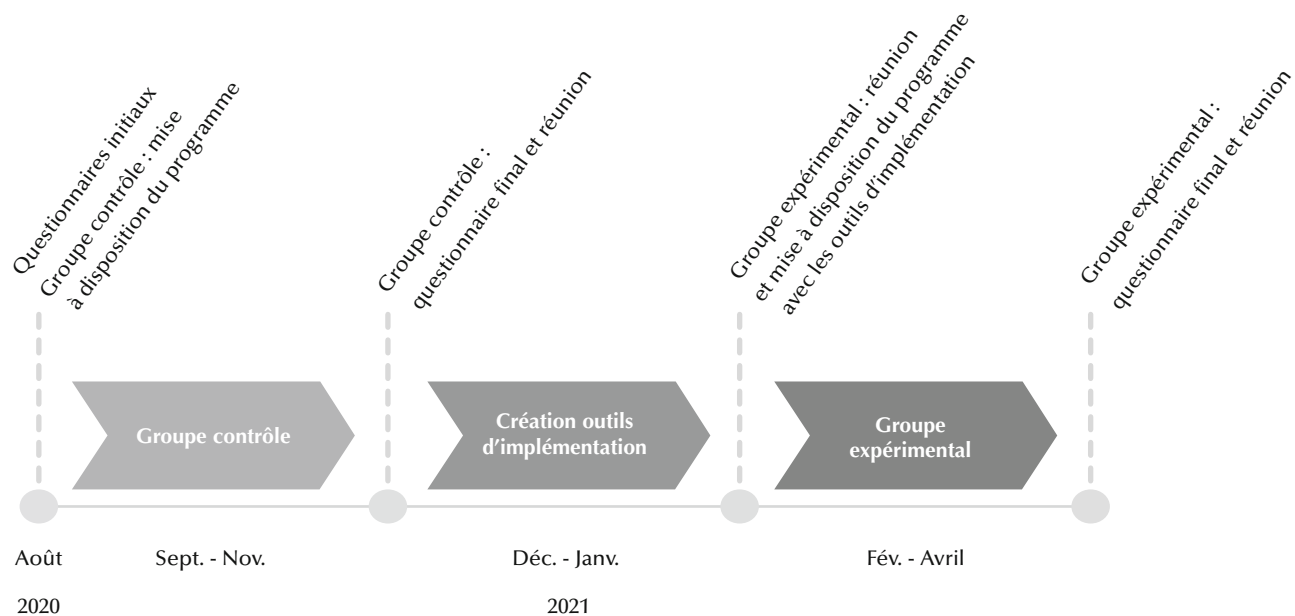 Questionnaires initiaux
Groupe contrôle : mise
à disposition du programme
Groupe contrôle :
questionnaire final et réunion
Groupe expérimental : réunion
et mise à disposition du programme
avec les outils d'implémentation
Groupe expérimental :
questionnaire final et réunion
Groupe contrôle
Création outils
d'implémentation
Groupe
expérimental
Août
Sept. - Nov.
Déc. - Janv.
Fév. - Avril
2020
2021